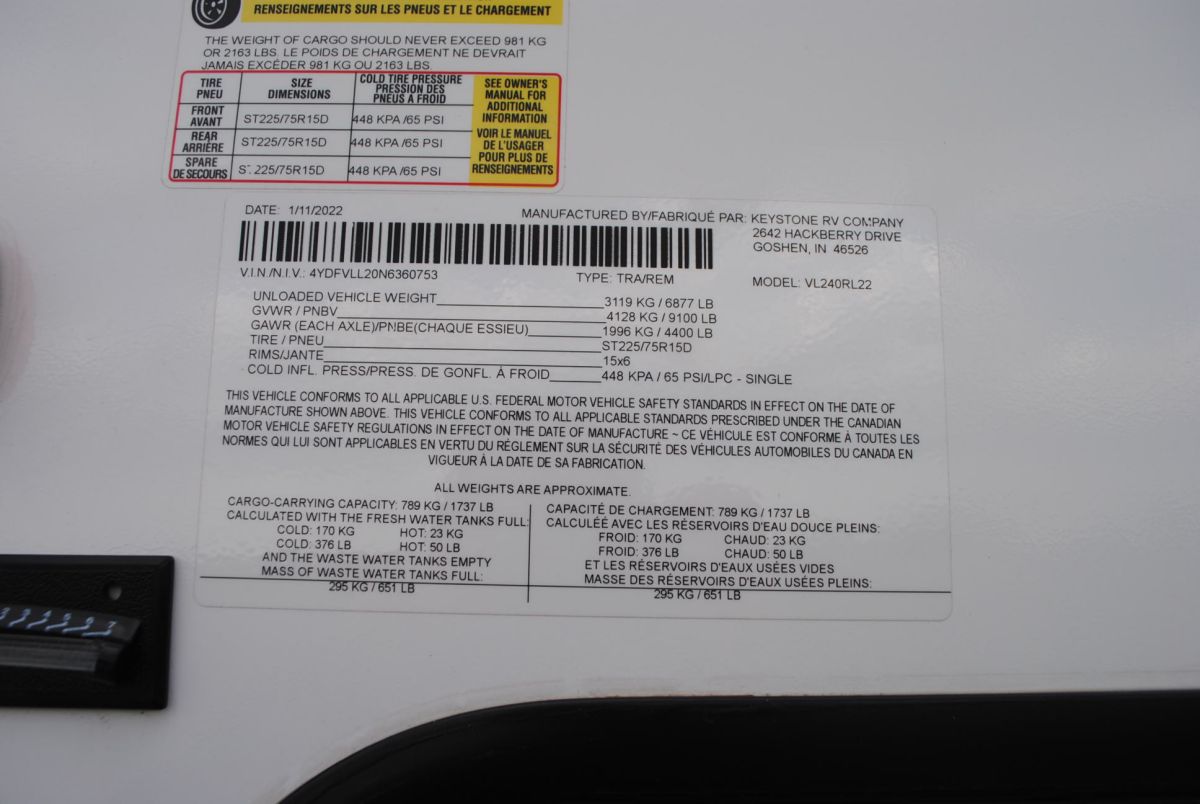 RENSEIGNEMENTS SUR LES PNEUS ET LE CHARGEMENT
THE WEIGHT OF CARGO SHOULD NEVER EXCEED 981 KG
OR 2163 LBS. LE POIDS DE CHARGEMENT NE DEVRAIT
JAMAIS EXCÉDER 981 KG OU 2163 LBS.
TIRE
PNEU
SIZE
DIMENSIONS
COLD TIRE PRESSURE
PRESSION DES
PNEUS A FROID
SEE OWNER'S
MANUAL FOR
ADDITIONAL
INFORMATION
VOIR LE MANUEL
DE L'USAGER
POUR PLUS DE
RENSEIGNEMENTS
FRONT
AVANT
ST225/75R15D
448 KPA /65 PSI
REAR
ARRIÈRE
ST225/75R15D
448 KPA /65 PSI
SPARE
DE SECOURS
ST225/75R15D
448 KPA /65 PSI
DATE: 1/11/2022
MANUFACTURED BY/FABRIQUÉ PAR: KEYSTONE RV COMPANY
2642 HACKBERRY DRIVE
GOSHEN, IN 46526
V.I.N./N.I.V.: 4YDFVLL20N6360753 TYPE: TRA/REM MODEL: VL240RL22
UNLOADED VEHICLE WEIGHT 3119 KG / 6877 LB
GVWR / PNBV 4128 KG / 9100 LB
GAWR (EACH AXLE)/PNBE(CHAQUE ESSIEU) 1996 KG / 4400 LB
TIRE / PNEU ST225/75R15D
RIMS/JANTE 15x6
COLD INFL. PRESS/PRESS. DE GONFL. À FROID 448 KPA / 65 PSI/LPC - SINGLE
THIS VEHICLE CONFORMS TO ALL APPLICABLE U.S. FEDERAL MOTOR VEHICLE SAFETY STANDARDS IN EFFECT ON THE DATE OF
MANUFACTURE SHOWN ABOVE. THIS VEHICLE CONFORMS TO ALL APPLICABLE STANDARDS PRESCRIBED UNDER THE CANADIAN
MOTOR VEHICLE SAFETY REGULATIONS IN EFFECT ON THE DATE OF MANUFACTURE ~ CE VÉHICULE EST CONFORME À TOUTES LES
NORMES QUI LUI SONT APPLICABLES EN VERTU DU RÉGLEMENT SUR LA SÉCURITÉ DES VÉHICULES AUTOMOBILES DU CANADA EN
VIGUEUR À LA DATE DE SA FABRICATION.
ALL WEIGHTS ARE APPROXIMATE.
CARGO-CARRYING CAPACITY: 789 KG / 1737 LB
CALCULATED WITH THE FRESH WATER TANKS FULL:
COLD: 170 KG HOT: 23 KG
COLD: 376 LB HOT: 50 LB
AND THE WASTE WATER TANKS EMPTY
MASS OF WASTE WATER TANKS FULL:
295 KG / 651 LB
CAPACITÉ DE CHARGEMENT: 789 KG / 1737 LB
CALCULÉE AVEC LES RÉSERVOIRS D'EAU DOUCE PLEINS:
FROID: 170 KG CHAUD: 23 KG
FROID: 376 LB CHAUD: 50 LB
ET LES RÉSERVOIRS D'EAUX USÉES VIDES
MASSE DES RÉSERVOIRS D'EAUX USÉES PLEINS:
295 KG / 651 LB